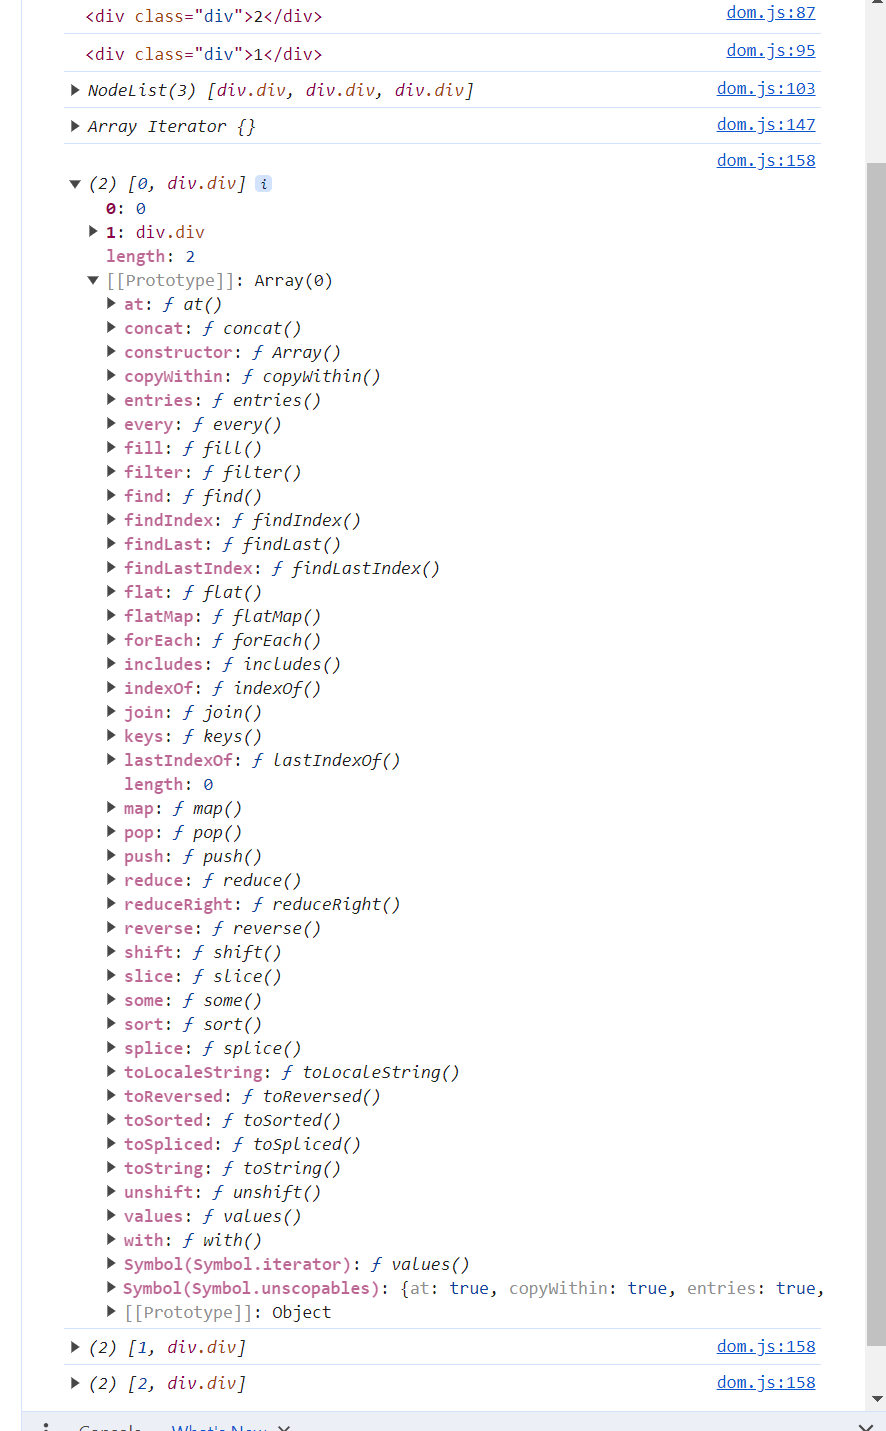 <div class="div">2</div> dom.js:87
<div class="div">1</div> dom.js:95
▶ NodeList(3) [div.div, div.div, div.div] dom.js:103
▶ Array Iterator {} dom.js:147
dom.js:158
▼ (2) [0, div.div] i
0: 0
▶ 1: div.div
length: 2
▼ [[Prototype]]: Array(0)
▶ at: ƒ at()
▶ concat: ƒ concat()
▶ constructor: ƒ Array()
▶ copyWithin: ƒ copyWithin()
▶ entries: ƒ entries()
▶ every: ƒ every()
▶ fill: ƒ fill()
▶ filter: ƒ filter()
▶ find: ƒ find()
▶ findIndex: ƒ findIndex()
▶ findLast: ƒ findLast()
▶ findLastIndex: ƒ findLastIndex()
▶ flat: ƒ flat()
▶ flatMap: ƒ flatMap()
▶ forEach: ƒ forEach()
▶ includes: ƒ includes()
▶ indexOf: ƒ indexOf()
▶ join: ƒ join()
▶ keys: ƒ keys()
▶ lastIndexOf: ƒ lastIndexOf()
length: 0
▶ map: ƒ map()
▶ pop: ƒ pop()
▶ push: ƒ push()
▶ reduce: ƒ reduce()
▶ reduceRight: ƒ reduceRight()
▶ reverse: ƒ reverse()
▶ shift: ƒ shift()
▶ slice: ƒ slice()
▶ some: ƒ some()
▶ sort: ƒ sort()
▶ splice: ƒ splice()
▶ toLocaleString: ƒ toLocaleString()
▶ toReversed: ƒ toReversed()
▶ toSorted: ƒ toSorted()
▶ toSpliced: ƒ toSpliced()
▶ toString: ƒ toString()
▶ unshift: ƒ unshift()
▶ values: ƒ values()
▶ with: ƒ with()
▶ Symbol(Symbol.iterator): ƒ values()
▶ Symbol(Symbol.unscopables): {at: true, copyWithin: true, entries: true,
▶ [[Prototype]]: Object
▶ (2) [1, div.div] dom.js:158
▶ (2) [2, div.div] dom.js:158
Console What's New